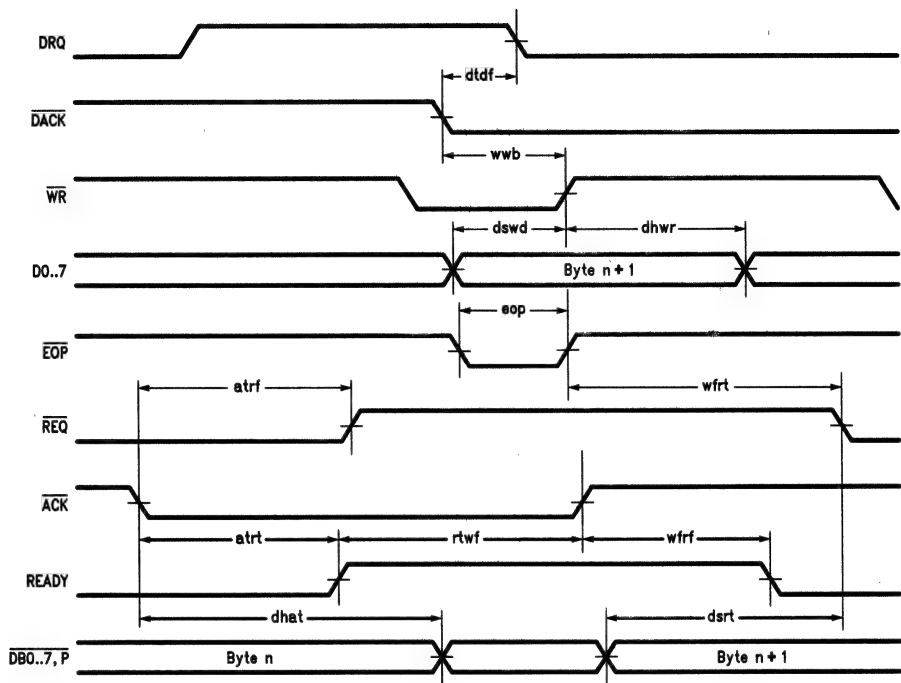 DRQ
dtdf
DACK
wwb
WR
dswd
dhwr
D0..7
Byte n + 1
eop
EOP
atrf
wfrt
REQ
ACK
atrt
rtwf
wfrf
READY
dhat
dsrt
DB0..7, P
Byte n
Byte n + 1